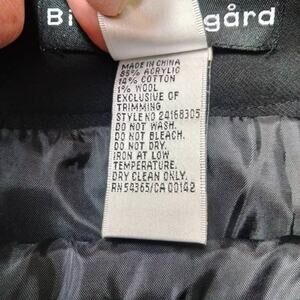 Bi gård
MADE IN CHINA
85% ACRYLIC
14% COTTON
1% WOOL
EXCLUSIVE OF
TRIMMING
STYLE NO 24168305
DO NOT WASH.
DO NOT BLEACH.
DO NOT DRY.
IRON AT LOW
TEMPERATURE.
DRY CLEAN ONLY.
RN 54365/CA 00142